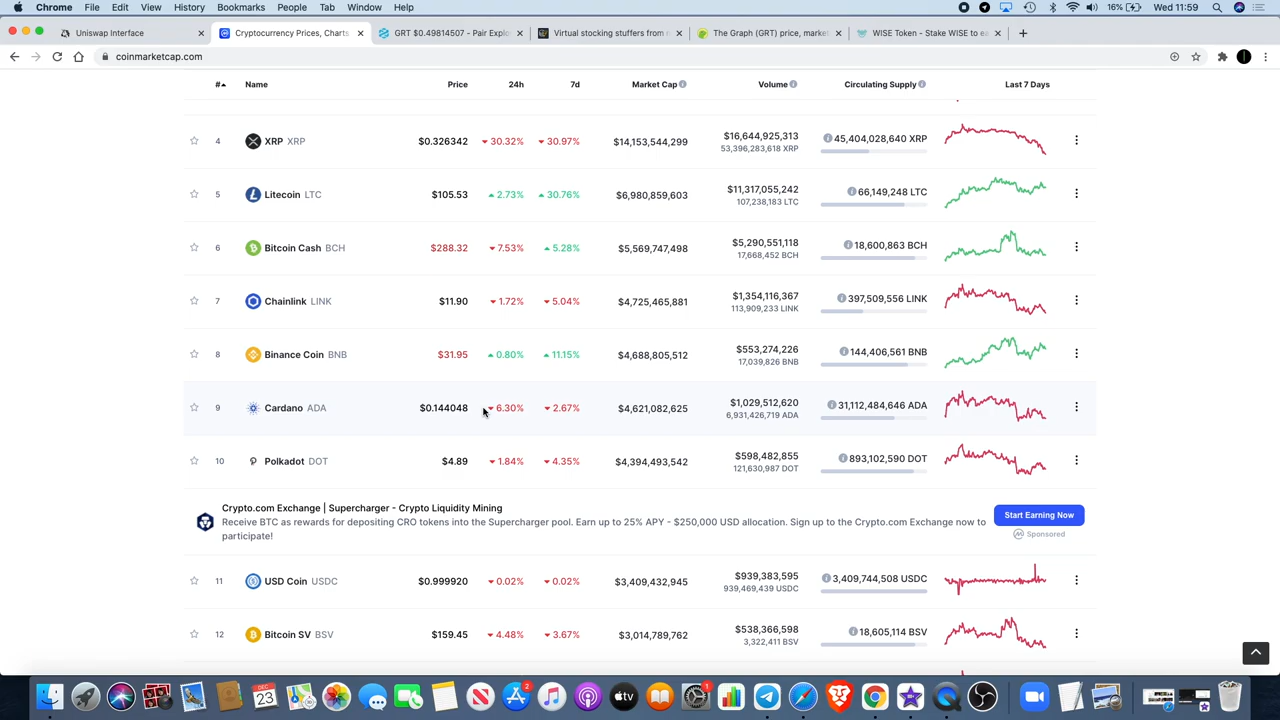 Chrome File Edit View History Bookmarks People Tab Window Help 16% Wed 11:59
Uniswap Interface Cryptocurrency Prices, Charts GRT $0.49814507 - Pair Explo Virtual stocking stuffers from The Graph (GRT) price, marke WISE Token - Stake WISE to ea
coinmarketcap.com
# Name Price 24h 7d Market Cap Volume Circulating Supply Last 7 Days
4 XRP XRP $0.326342 30.32% 30.97% $14,153,544,299 $16,644,925,313 45,404,028,640 XRP
53,396,283,618 XRP
5 Litecoin LTC $105.53 2.73% 30.76% $6,980,859,603 $11,317,055,242 66,149,248 LTC
107,238,183 LTC
6 Bitcoin Cash BCH $288.32 7.53% 5.28% $5,569,747,498 $5,290,551,118 18,600,863 BCH
17,668,452 BCH
7 Chainlink LINK $11.90 1.72% 5.04% $4,725,465,881 $1,354,116,367 397,509,556 LINK
113,909,233 LINK
8 Binance Coin BNB $31.95 0.80% 11.15% $4,688,805,512 $553,274,226 144,406,561 BNB
17,039,826 BNB
9 Cardano ADA $0.144048 6.30% 2.67% $4,621,082,625 $1,029,512,620 31,112,484,646 ADA
6,931,426,719 ADA
10 Polkadot DOT $4.89 1.84% 4.35% $4,394,493,542 $598,482,855 893,102,590 DOT
121,630,987 DOT
Crypto.com Exchange | Supercharger - Crypto Liquidity Mining
Receive BTC as rewards for depositing CRO tokens into the Supercharger pool. Earn up to 25% APY - $250,000 USD allocation. Sign up to the Crypto.com Exchange now to
participate!
Start Earning Now
Sponsored
11 USD Coin USDC $0.999920 0.02% 0.02% $3,409,432,945 $939,383,595 3,409,744,508 USDC
939,469,439 USDC
12 Bitcoin SV BSV $159.45 4.48% 3.67% $3,014,789,762 $538,366,598 18,605,114 BSV
3,322,411 BSV
DEC
23
2
1